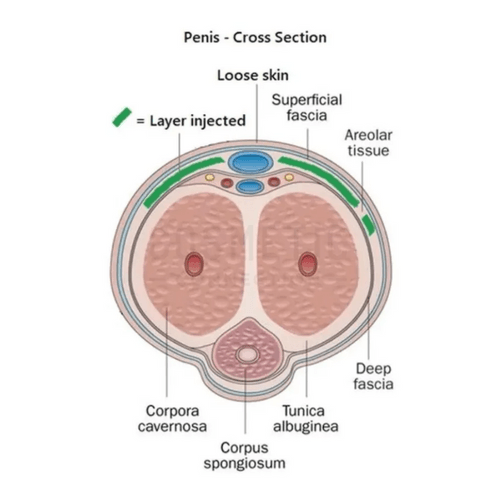 Penis - Cross Section
Loose skin
Superficial
fascia
= Layer injected
Areolar
tissue
Deep
fascia
Corpora
cavernosa
Tunica
albuginea
Corpus
spongiosum